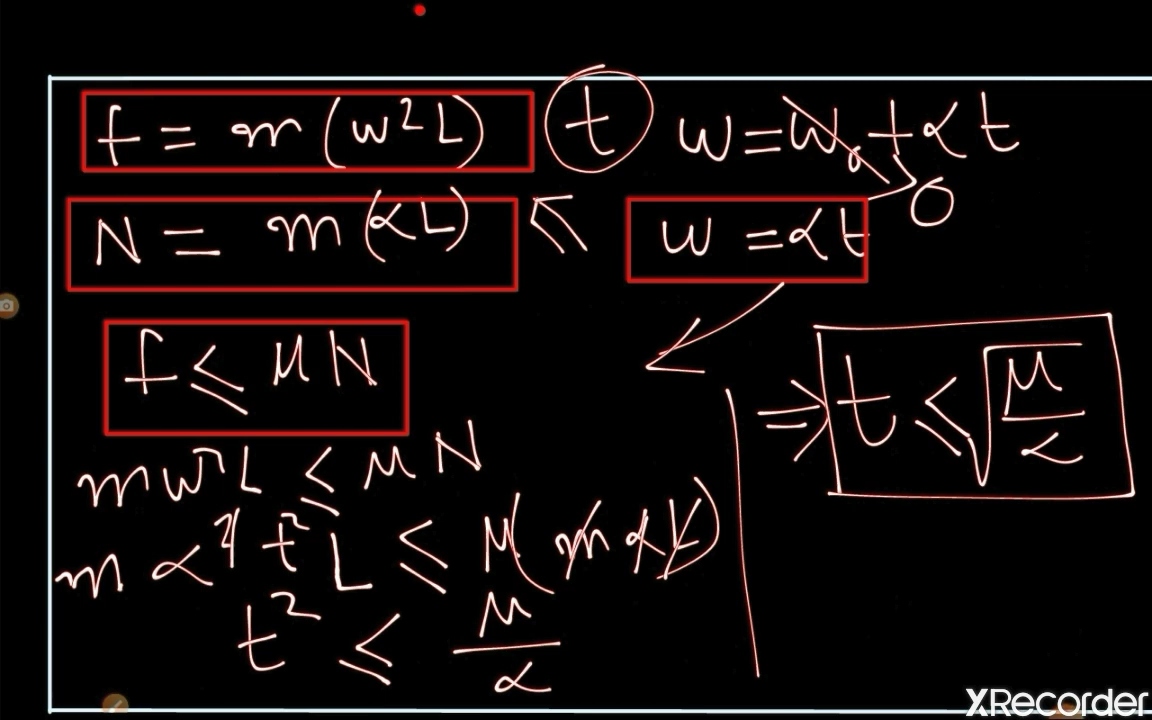 f = m (w²L) t w = w₀ + αt
0
N = m (αL) w = αt
f ≤ μN
⇒ t ≤ √(μ/α)
mw²L ≤ μN
mα²t²L ≤ μ(mαL)
t² ≤ μ/α
XRecorder